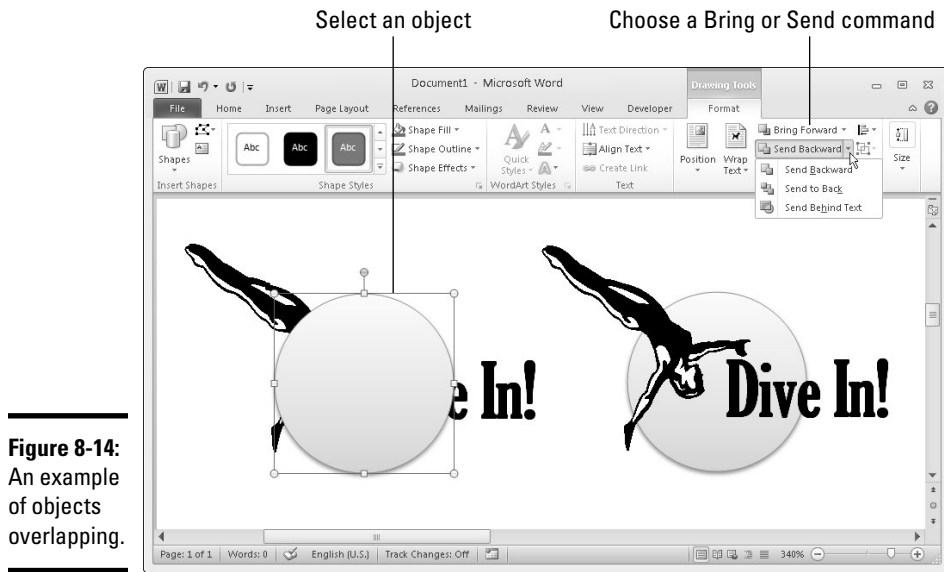 Select an object
Choose a Bring or Send command
Document1 - Microsoft Word
Drawing Tools
File Home Insert Page Layout References Mailings Review View Developer Format
Shapes
Insert Shapes
Abc Abc Abc
Shape Styles
Shape Fill
Shape Outline
Shape Effects
Quick Styles
WordArt Styles
Text Direction
Align Text
Create Link
Text
Position
Wrap Text
Bring Forward
Send Backward
Send Backward
Send to Back
Send Behind Text
Size
e In!
Dive In!
Figure 8-14:
An example
of objects
overlapping.
Page: 1 of 1 Words: 0 English (U.S.) Track Changes: Off 340%